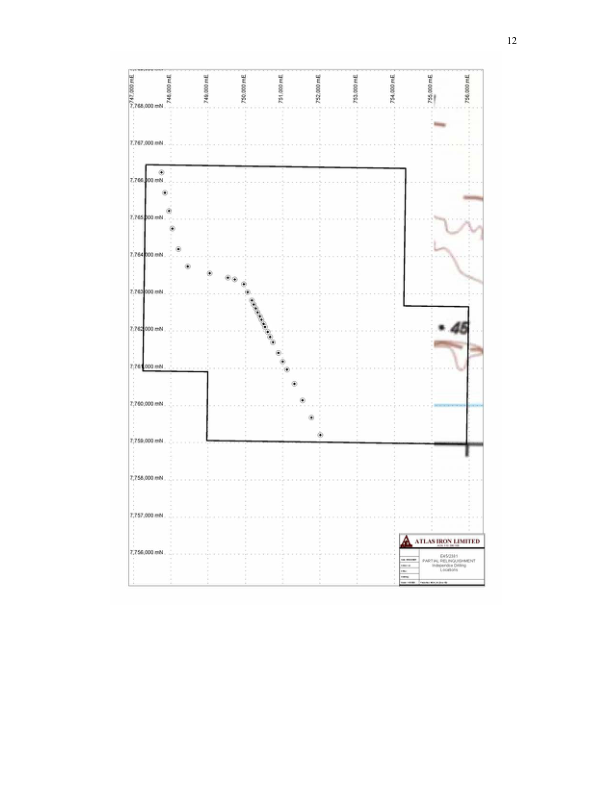 12
747,000 mE
748,000 mE
749,000 mE
750,000 mE
751,000 mE
752,000 mE
753,000 mE
754,000 mE
755,000 mE
756,000 mE
7,768,000 mN
7,767,000 mN
7,766,000 mN
7,765,000 mN
7,764,000 mN
7,763,000 mN
7,762,000 mN
7,761,000 mN
7,760,000 mN
7,759,000 mN
7,758,000 mN
7,757,000 mN
7,756,000 mN
45
ATLAS IRON LIMITED
PARTIAL RELINQUISHMENT
Drilling
Locations